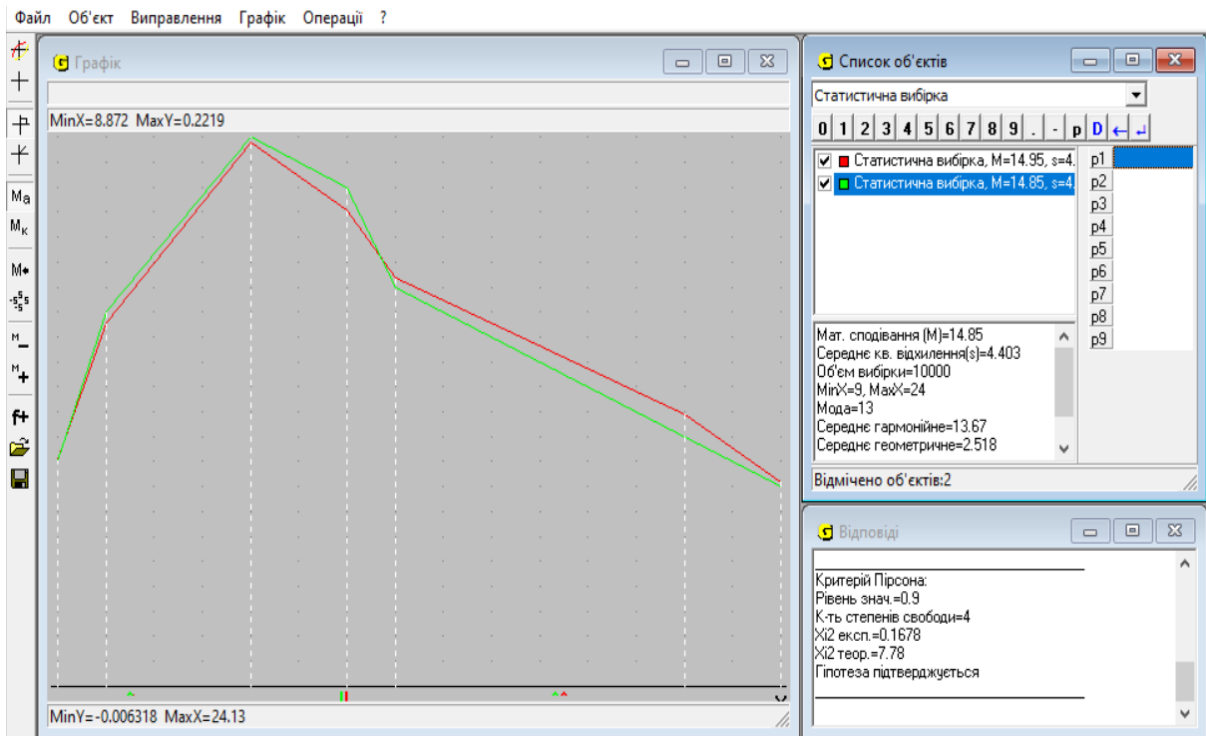 Файл Об'єкт Виправлення Графік Операції ?
Графік
MinX=8.872 MaxY=0.2219
Ma
Mк
M
-s s s
-s
M
M
f+
MinY=-0.006318 MaxX=24.13
Список об'єктів
Статистична вибірка
0 1 2 3 4 5 6 7 8 9 . - p D ← ↲
Статистична вибірка, M=14.95, s=4.
Статистична вибірка, M=14.85, s=4.
p1
p2
p3
p4
p5
p6
p7
p8
p9
Мат. сподівання (M)=14.85
Середнє кв. відхилення(s)=4.403
Об'єм вибірки=10000
MinX=9, MaxX=24
Мода=13
Середнє гармонійне=13.67
Середнє геометричне=2.518
Відмічено об'єктів:2
Відповіді
Критерій Пірсона:
Рівень знач.=0.9
К-ть степенів свободи=4
Xi2 експ.=0.1678
Xi2 теор.=7.78
Гіпотеза підтверджується